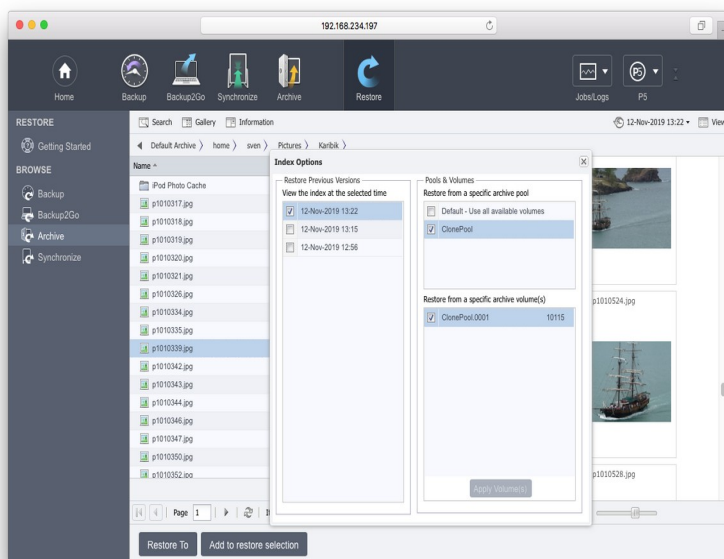 192.168.234.197
Home
Backup
Backup2Go
Synchronize
Archive
Restore
Jobs/Logs
P5
P5
RESTORE
Getting Started
BROWSE
Backup
Backup2Go
Archive
Synchronize
Search
Gallery
Information
12-Nov-2019 13:22
View
Default Archive
home
sven
Pictures
Karibik
Name
iPod Photo Cache
p1010317.jpg
p1010318.jpg
p1010319.jpg
p1010320.jpg
p1010321.jpg
p1010326.jpg
p1010334.jpg
p1010335.jpg
p1010339.jpg
p1010342.jpg
p1010343.jpg
p1010344.jpg
p1010346.jpg
p1010347.jpg
p1010350.jpg
p1010352.jpg
Index Options
Restore Previous Versions
View the index at the selected time
12-Nov-2019 13:22
12-Nov-2019 13:15
12-Nov-2019 12:56
Pools & Volumes
Restore from a specific archive pool
Default - Use all available volumes
ClonePool
Restore from a specific archive volume(s)
ClonePool.0001 10115
Apply Volume(s)
p1010524.jpg
p1010528.jpg
Page 1
Restore To
Add to restore selection